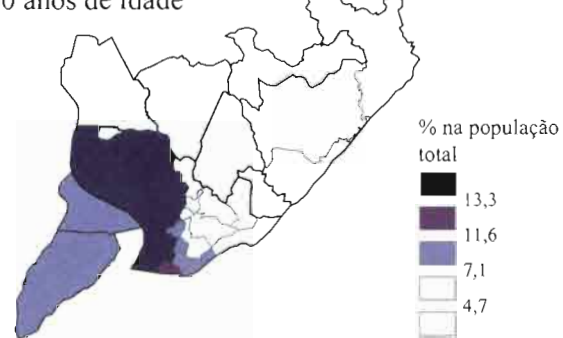 0 anos de idade
% na população
total
13,3
11,6
7,1
4,7